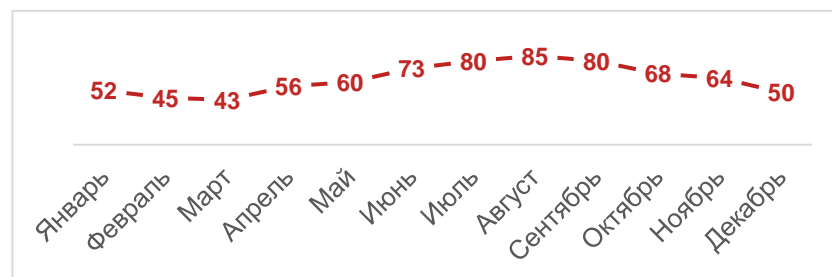 52 45 43 56 60 73 80 85 80 68 64 50
Январь Февраль Март Апрель Май Июнь Июль Август Сентябрь Октябрь Ноябрь Декабрь